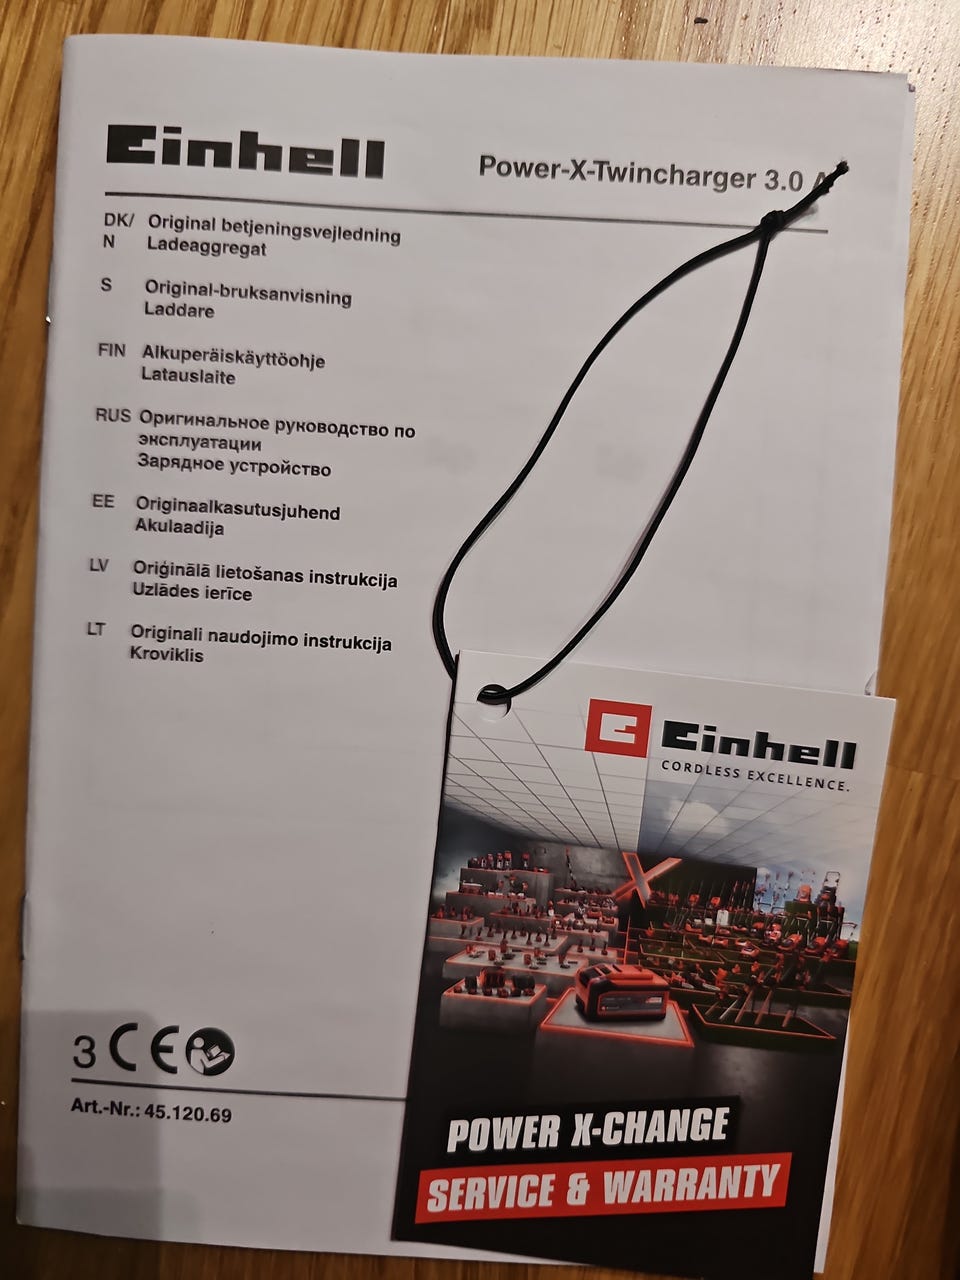 Einhell
Power-X-Twincharger 3.0 A
DK/ Original betjeningsvejledning
N Ladeaggregat
S Original-bruksanvisning
Laddare
FIN Alkuperäiskäyttöohje
Latauslaite
RUS Оригинальное руководство по
эксплуатации
Зарядное устройство
EE Originaalkasutusjuhend
Akulaadija
LV Oriģinālā lietošanas instrukcija
Uzlādes ierīce
LT Originali naudojimo instrukcija
Kroviklis
3 CE
Art.-Nr.: 45.120.69
Einhell
CORDLESS EXCELLENCE.
POWER X-CHANGE
SERVICE & WARRANTY